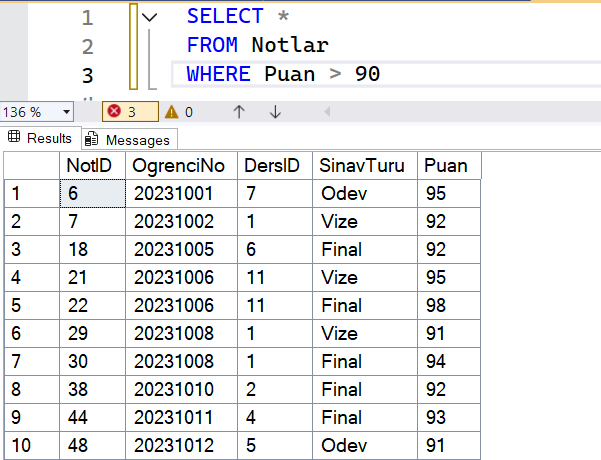 1 SELECT *
2 FROM Notlar
3 WHERE Puan > 90
136 % 3 0
Results Messages
NotID OgrenciNo DersID SinavTuru Puan
1 6 20231001 7 Odev 95
2 7 20231002 1 Vize 92
3 18 20231005 6 Final 92
4 21 20231006 11 Vize 95
5 22 20231006 11 Final 98
6 29 20231008 1 Vize 91
7 30 20231008 1 Final 94
8 38 20231010 2 Final 92
9 44 20231011 4 Final 93
10 48 20231012 5 Odev 91